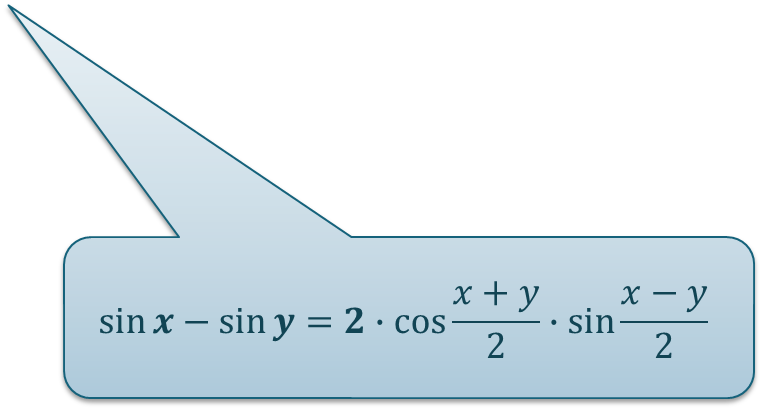 sin x − sin y = 2 · cos (x + y)/2 · sin (x − y)/2